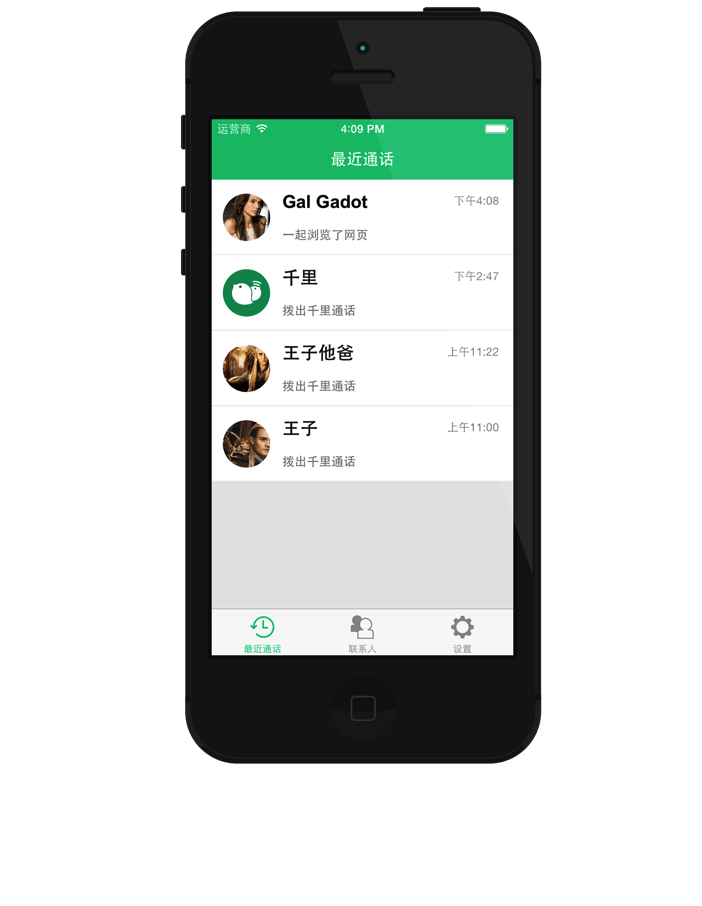 运营商 4:09 PM
最近通话
Gal Gadot 下午4:08
一起浏览了网页
千里 下午2:47
拨出千里通话
王子他爸 上午11:22
拨出千里通话
王子 上午11:00
拨出千里通话
最近通话 联系人 设置